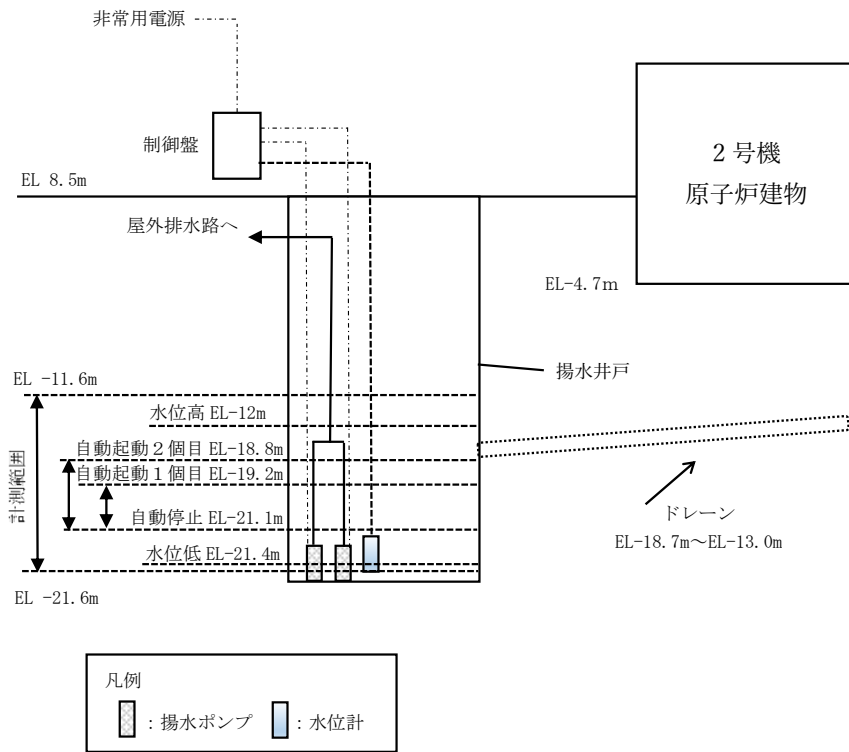 非常用電源
制御盤
2号機
原子炉建物
EL 8.5m
屋外排水路へ
EL-4.7m
揚水井戸
EL -11.6m
水位高 EL-12m
自動起動2個目 EL-18.8m
自動起動1個目 EL-19.2m
計測範囲
自動停止 EL-21.1m
ドレーン
EL-18.7m~EL-13.0m
水位低 EL-21.4m
EL -21.6m
凡例
:揚水ポンプ
:水位計